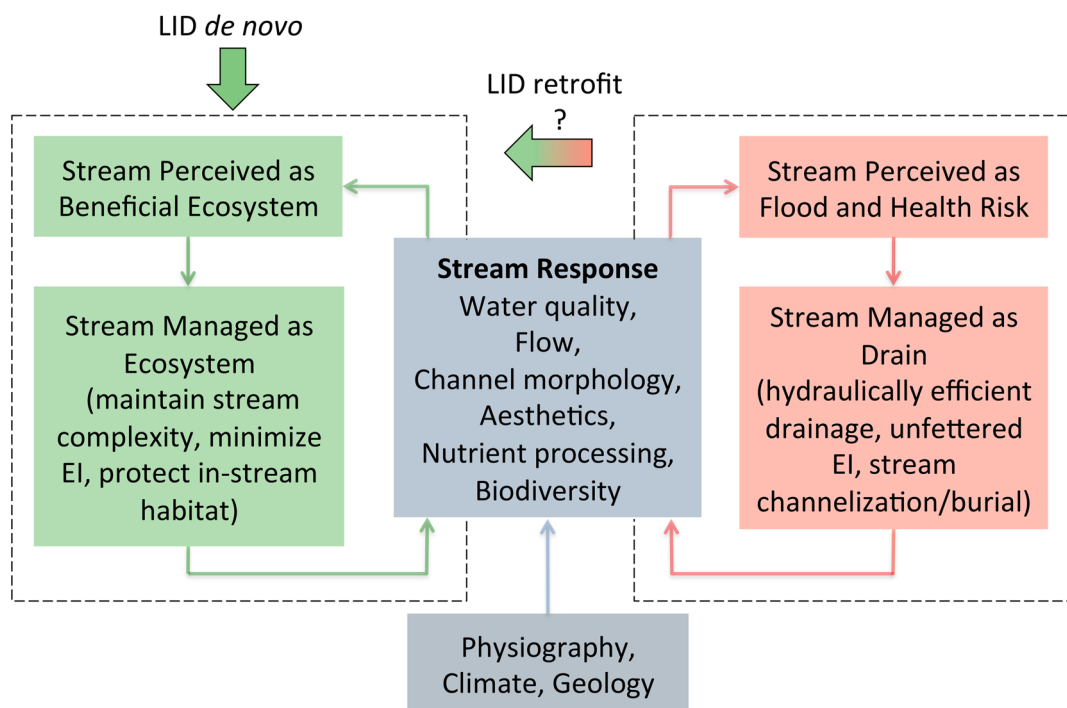 LID de novo
LID retrofit
?
Stream Perceived as
Beneficial Ecosystem
Stream Managed as
Ecosystem
(maintain stream
complexity, minimize
EI, protect in-stream
habitat)
Stream Response
Water quality,
Flow,
Channel morphology,
Aesthetics,
Nutrient processing,
Biodiversity
Stream Perceived as
Flood and Health Risk
Stream Managed as
Drain
(hydraulically efficient
drainage, unfettered
EI, stream
channelization/burial)
Physiography,
Climate, Geology